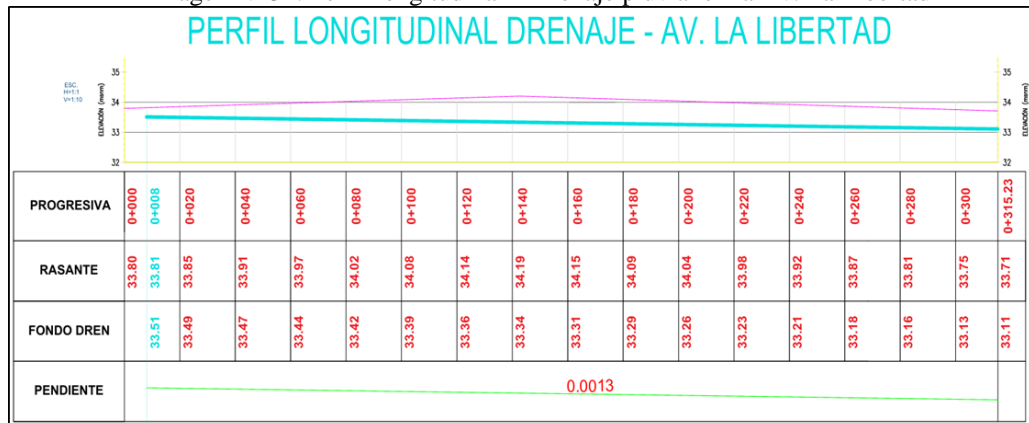 PERFIL LONGITUDINAL DRENAJE - AV. LA LIBERTAD
ESC.
H=1:1
V=1:10
ELEVACIÓN (msnm)
35
34
33
32
35
34
33
32
ELEVACIÓN (msnm)
PROGRESIVA 0+000 0+008 0+020 0+040 0+060 0+080 0+100 0+120 0+140 0+160 0+180 0+200 0+220 0+240 0+260 0+280 0+300 0+315.23
RASANTE 33.80 33.81 33.85 33.91 33.97 34.02 34.08 34.14 34.19 34.15 34.09 34.04 33.98 33.92 33.87 33.81 33.75 33.71
FONDO DREN 33.51 33.49 33.47 33.44 33.42 33.39 33.36 33.34 33.31 33.29 33.26 33.23 33.21 33.18 33.16 33.13 33.11
PENDIENTE 0.0013